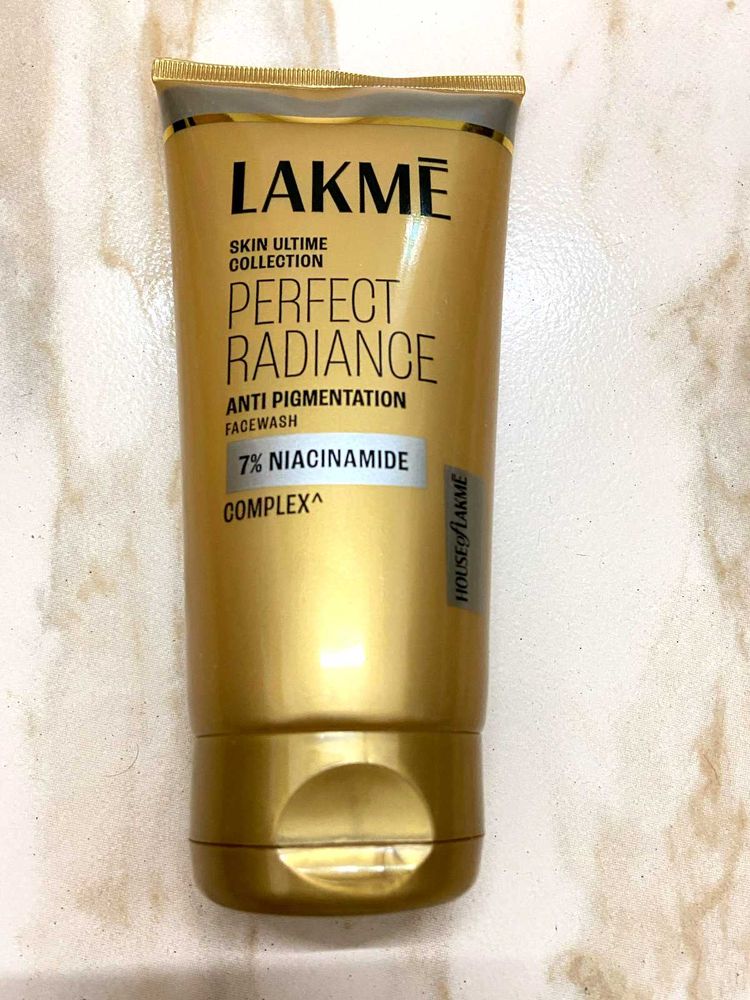 LAKMĒ
SKIN ULTIME
COLLECTION
PERFECT
RADIANCE
ANTI PIGMENTATION
FACEWASH
7% NIACINAMIDE
COMPLEX^
HOUSE of LAKMĒ